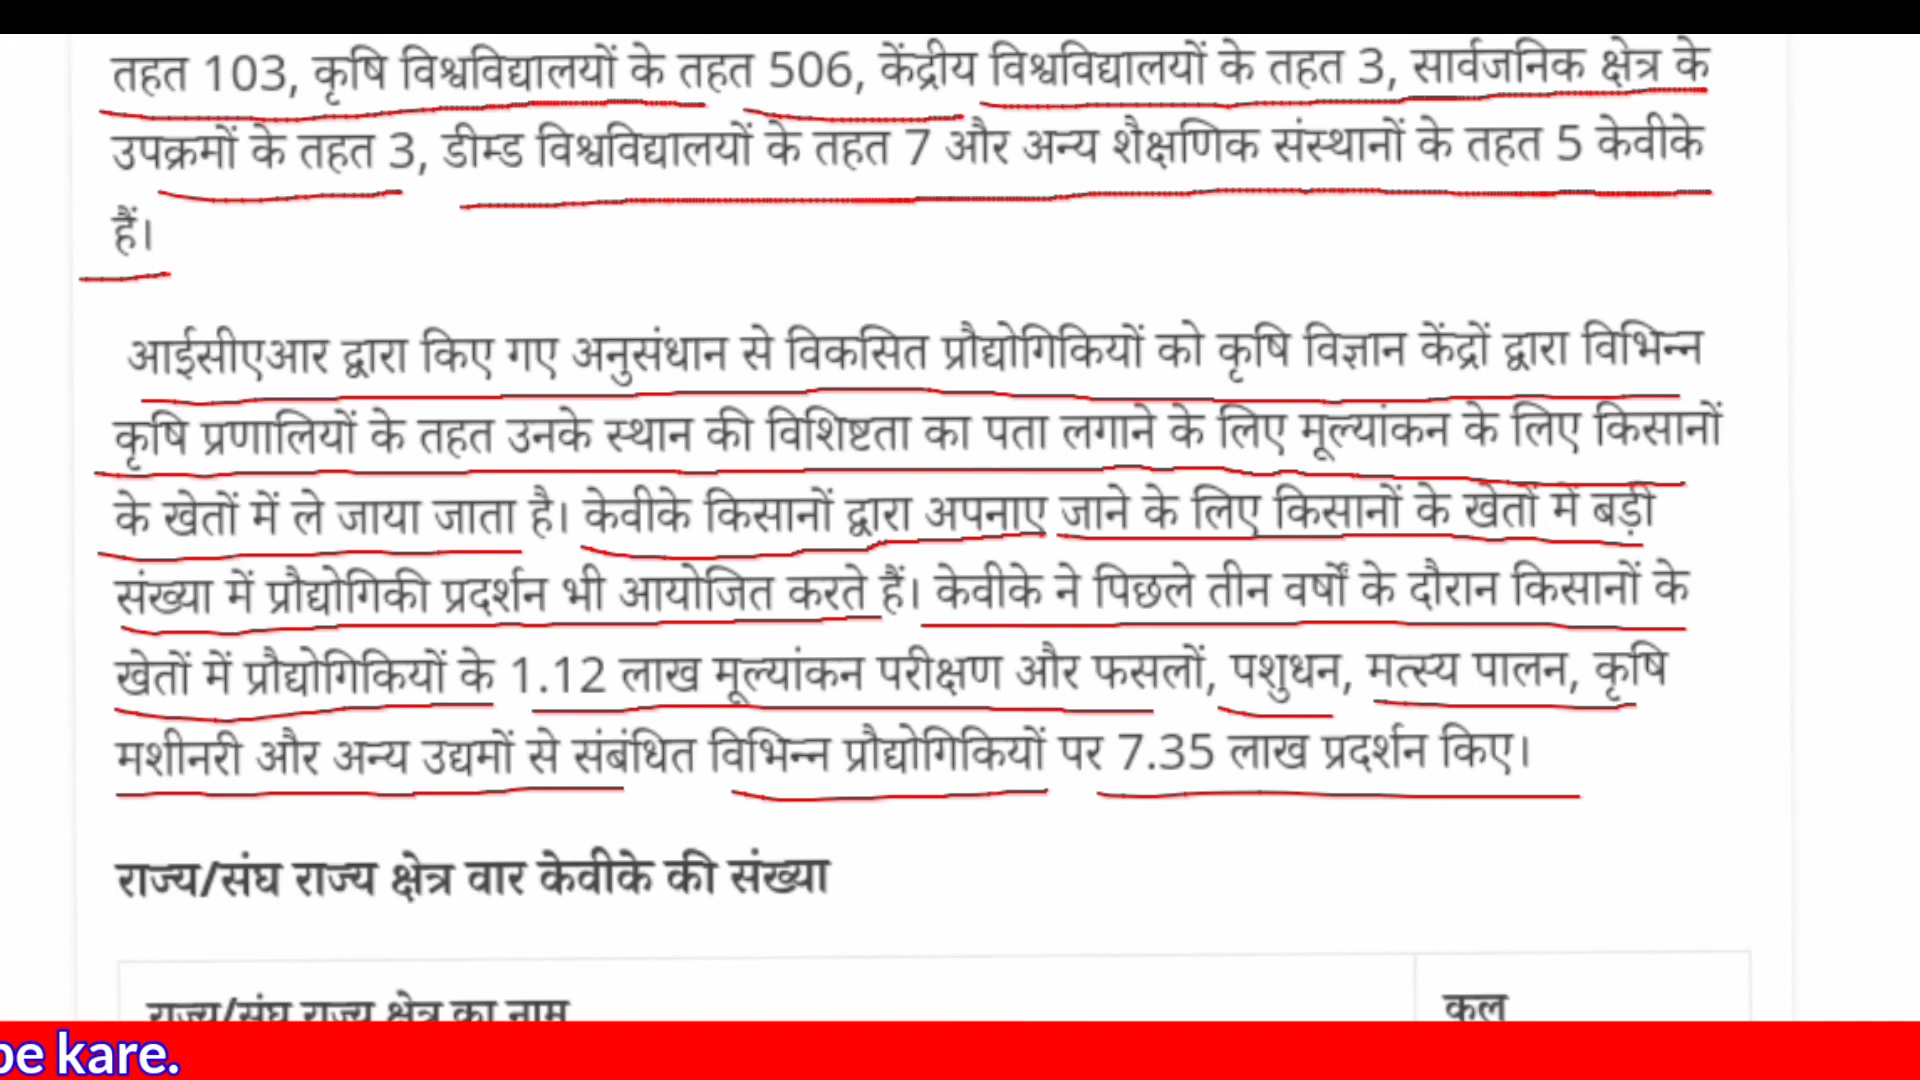 तहत 103, कृषि विश्वविद्यालयों के तहत 506, केंद्रीय विश्वविद्यालयों के तहत 3, सार्वजनिक क्षेत्र के
उपक्रमों के तहत 3, डीम्ड विश्वविद्यालयों के तहत 7 और अन्य शैक्षणिक संस्थानों के तहत 5 केवीके
हैं।
आईसीएआर द्वारा किए गए अनुसंधान से विकसित प्रौद्योगिकियों को कृषि विज्ञान केंद्रों द्वारा विभिन्न
कृषि प्रणालियों के तहत उनके स्थान की विशिष्टता का पता लगाने के लिए मूल्यांकन के लिए किसानों
के खेतों में ले जाया जाता है। केवीके किसानों द्वारा अपनाए जाने के लिए किसानों के खेतों में बड़ी
संख्या में प्रौद्योगिकी प्रदर्शन भी आयोजित करते हैं। केवीके ने पिछले तीन वर्षों के दौरान किसानों के
खेतों में प्रौद्योगिकियों के 1.12 लाख मूल्यांकन परीक्षण और फसलों, पशुधन, मत्स्य पालन, कृषि
मशीनरी और अन्य उद्यमों से संबंधित विभिन्न प्रौद्योगिकियों पर 7.35 लाख प्रदर्शन किए।
राज्य/संघ राज्य क्षेत्र वार केवीके की संख्या
राज्य/संघ राज्य क्षेत्र का नाम
कुल
be kare.